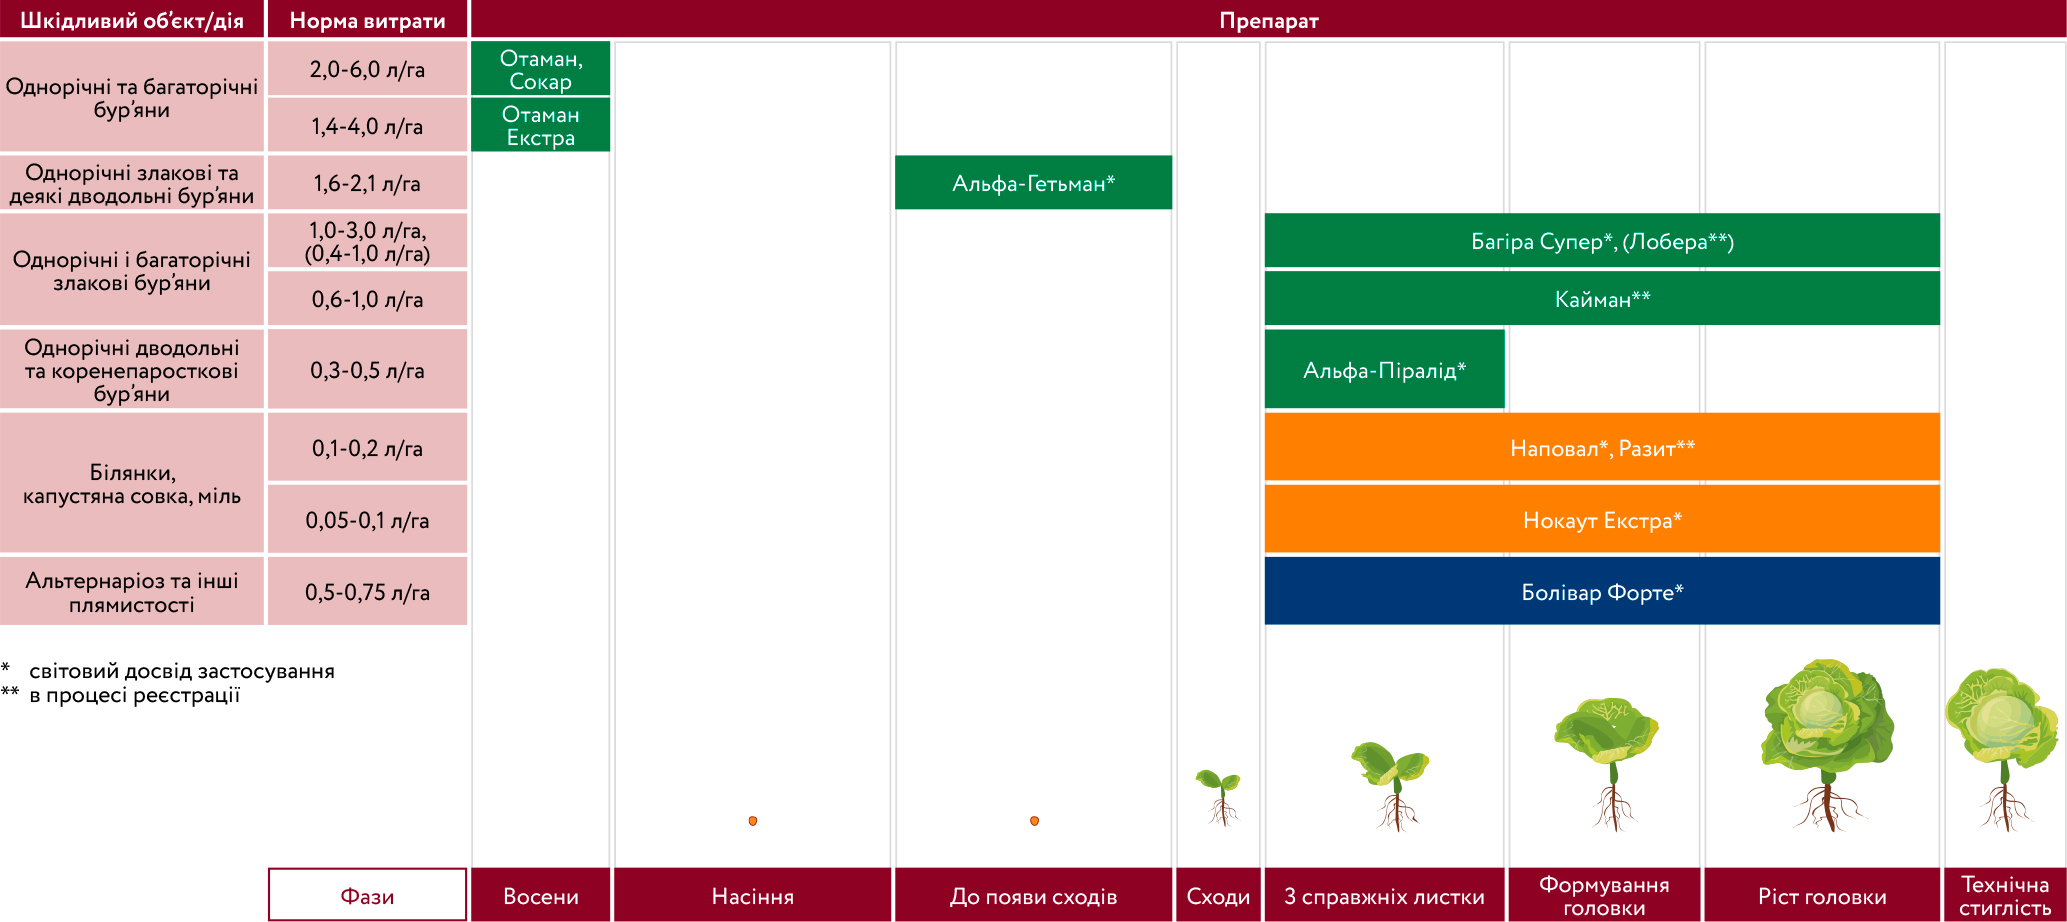 Шкідливий об’єкт/дія
Норма витрати
Препарат
Однорічні та багаторічні
бур’яни
2,0-6,0 л/га
Отаман,
Сокар
1,4-4,0 л/га
Отаман
Екстра
Однорічні злакові та
деякі дводольні бур’яни
1,6-2,1 л/га
Альфа-Гетьман*
Однорічні і багаторічні
злакові бур’яни
1,0-3,0 л/га,
(0,4-1,0 л/га)
Багіра Супер*, (Лобера**)
0,6-1,0 л/га
Кайман**
Однорічні дводольні
та коренепаросткові
бур’яни
0,3-0,5 л/га
Альфа-Піралід*
Білянки,
капустяна совка, міль
0,1-0,2 л/га
Наповал*, Разит**
0,05-0,1 л/га
Нокаут Екстра*
Альтернаріоз та інші
плямистості
0,5-0,75 л/га
Болівар Форте*
* світовий досвід застосування
** в процесі реєстрації
Фази
Восени
Насіння
До появи сходів
Сходи
3 справжніх листки
Формування
головки
Ріст головки
Технічна
стиглість